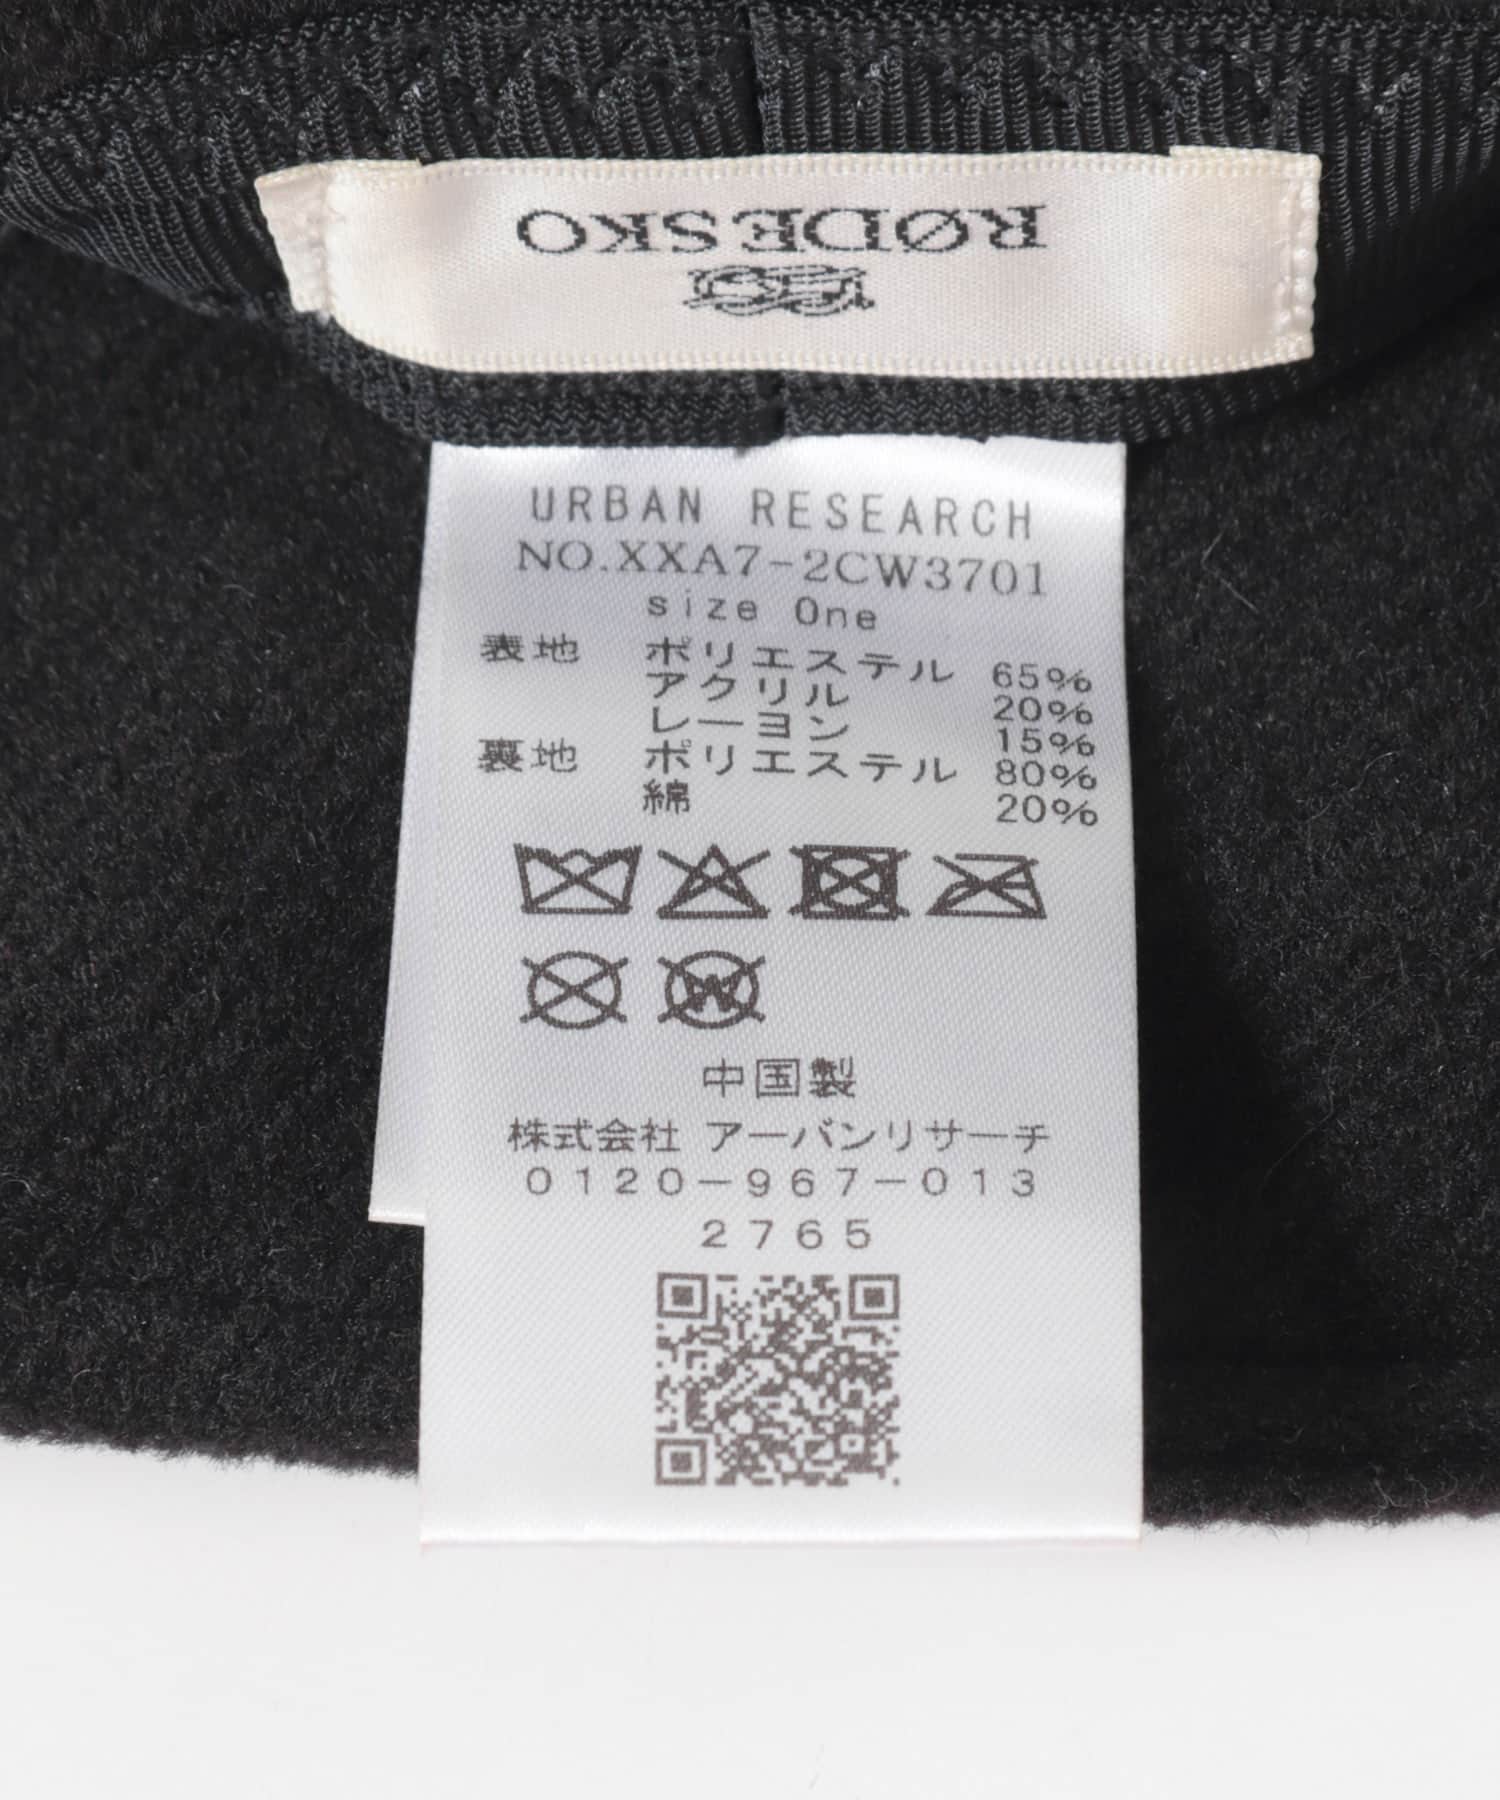 RØDE SKO
URBAN RESEARCH
NO.XXA7-2CW3701
size One
表地 ポリエステル 65%
アクリル 20%
レーヨン 15%
裏地 ポリエステル 80%
綿 20%
W
中国製
株式会社 アーバンリサーチ
0120-967-013
2765